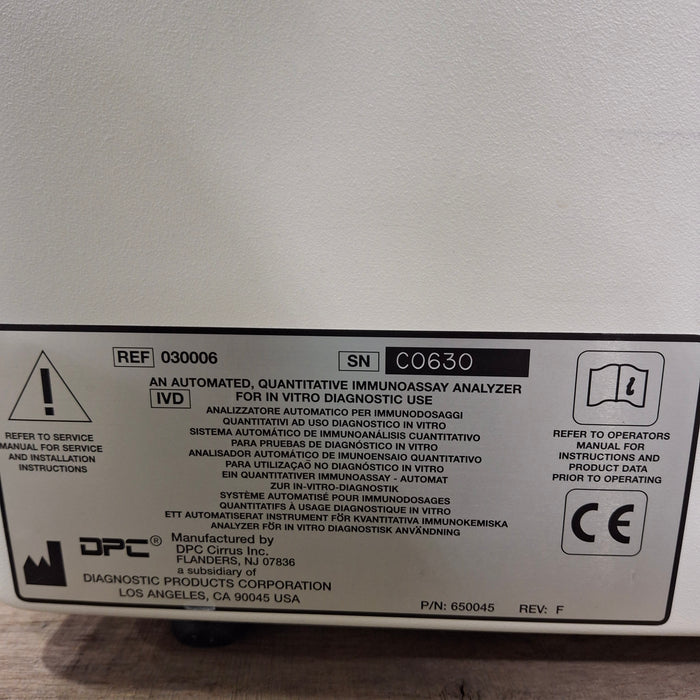 REF 030006
SN C0630
AN AUTOMATED, QUANTITATIVE IMMUNOASSAY ANALYZER
IVD FOR IN VITRO DIAGNOSTIC USE
ANALIZZATORE AUTOMATICO PER IMMUNODOSAGGI
QUANTITATIVI AD USO DIAGNOSTICO IN VITRO
SISTEMA AUTOMÁTICO DE IMMUNOANÁLISIS CUANTITATIVO
PARA PRUEBAS DE DIAGNÓSTICO IN VITRO
ANALISADOR AUTOMÁTICO DE IMUNOENSAIO QUANTITATIVO
PARA UTILIZAÇAO NO DIAGNÓSTICO IN VITRO
EIN QUANTITATIVER IMMUNOASSAY - AUTOMAT
ZUR IN-VITRO-DIAGNOSTIK
SYSTÈME AUTOMATISÉ POUR IMMUNODOSAGES
QUANTITATIFS À USAGE DIAGNOSTIQUE IN VITRO
ETT AUTOMATISERAT INSTRUMENT FÖR KVANTITATIVA IMMUNOKEMISKA
ANALYZER FÖR IN VITRO DIAGNOSTISK ANVÄNDNING
!
REFER TO SERVICE
MANUAL FOR SERVICE
AND INSTALLATION
INSTRUCTIONS
i
REFER TO OPERATORS
MANUAL FOR
INSTRUCTIONS AND
PRODUCT DATA
PRIOR TO OPERATING
CE
DPC®
Manufactured by
DPC Cirrus Inc.
FLANDERS, NJ 07836
a subsidiary of
DIAGNOSTIC PRODUCTS CORPORATION
LOS ANGELES, CA 90045 USA
P/N: 650045 REV: F